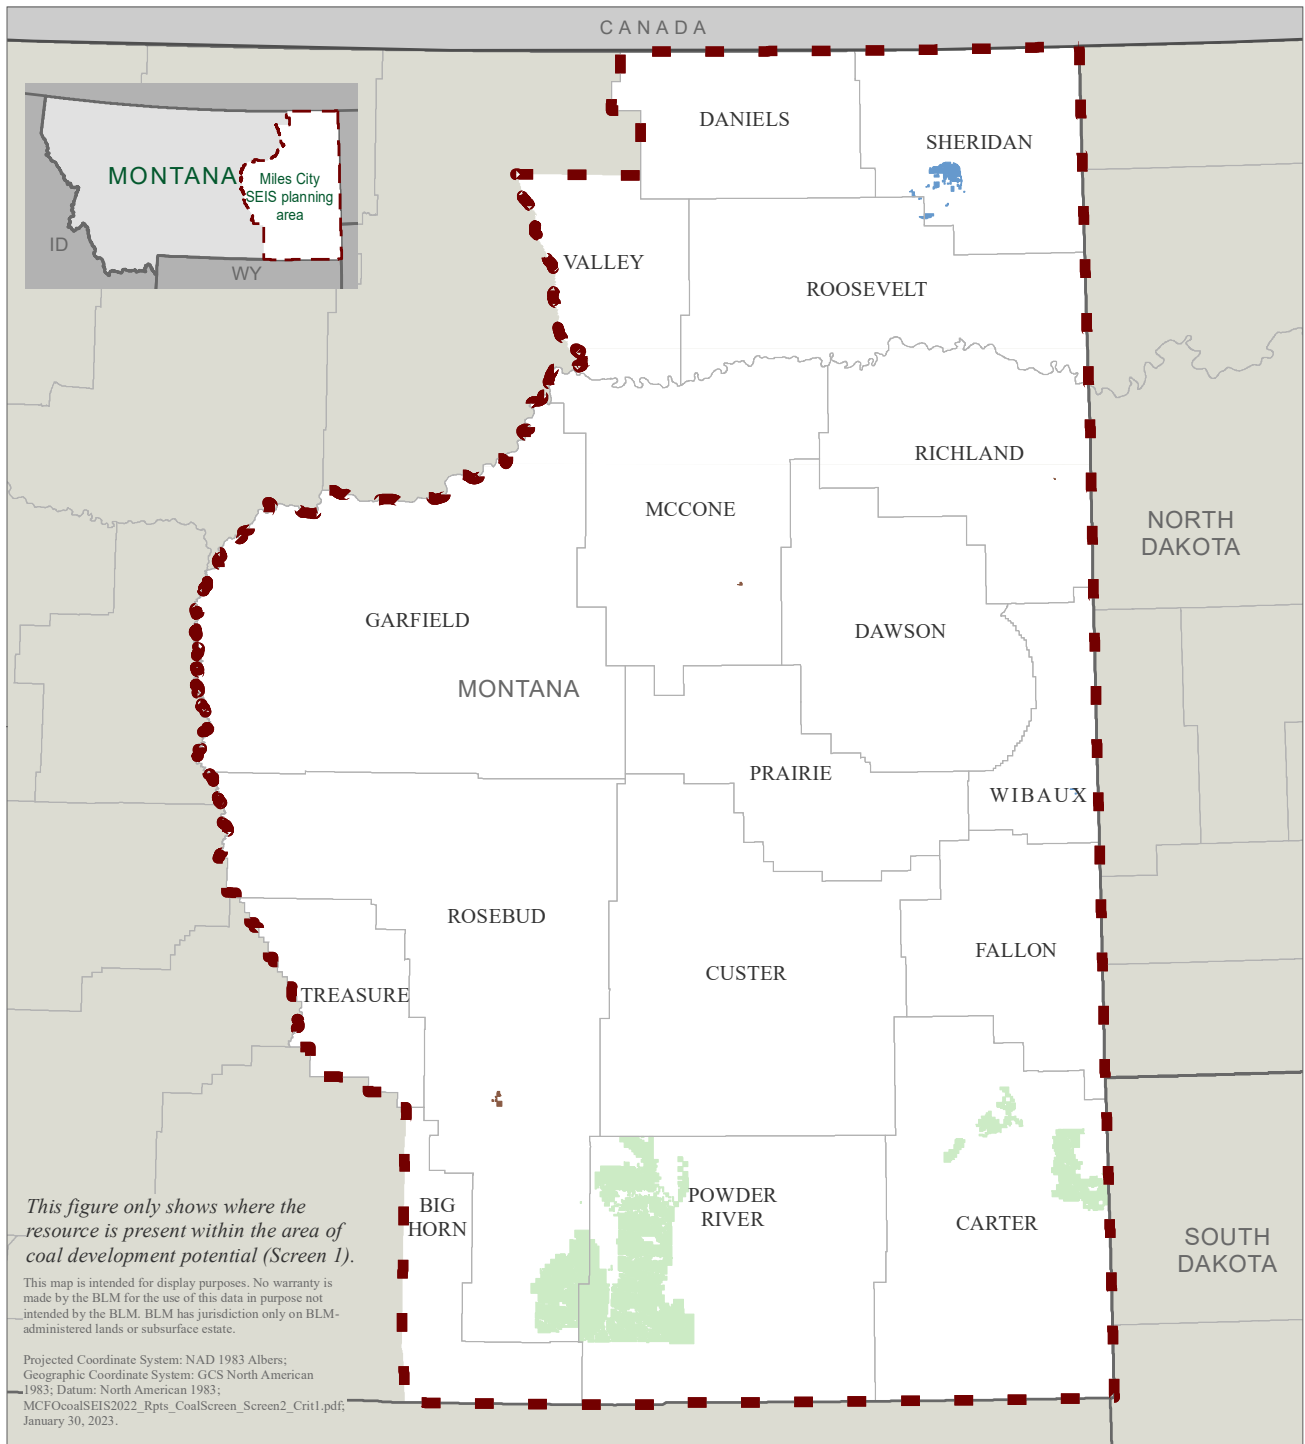 CANADA
MONTANA
Miles City
SEIS planning
area
ID
WY
DANIELS
SHERIDAN
VALLEY
ROOSEVELT
RICHLAND
MCCONE
NORTH
DAKOTA
GARFIELD
DAWSON
MONTANA
PRAIRIE
WIBAUX
ROSEBUD
FALLON
CUSTER
TREASURE
POWDER
RIVER
BIG
HORN
CARTER
SOUTH
DAKOTA
This figure only shows where the
resource is present within the area of
coal development potential (Screen 1).
This map is intended for display purposes. No warranty is
made by the BLM for the use of this data in purpose not
intended by the BLM. BLM has jurisdiction only on BLM-
administered lands or subsurface estate.
Projected Coordinate System: NAD 1983 Albers;
Geographic Coordinate System: GCS North American
1983; Datum: North American 1983;
MCFOcoalSEIS2022_Rpts_CoalScreen_Screen2_Crit1.pdf;
January 30, 2023.